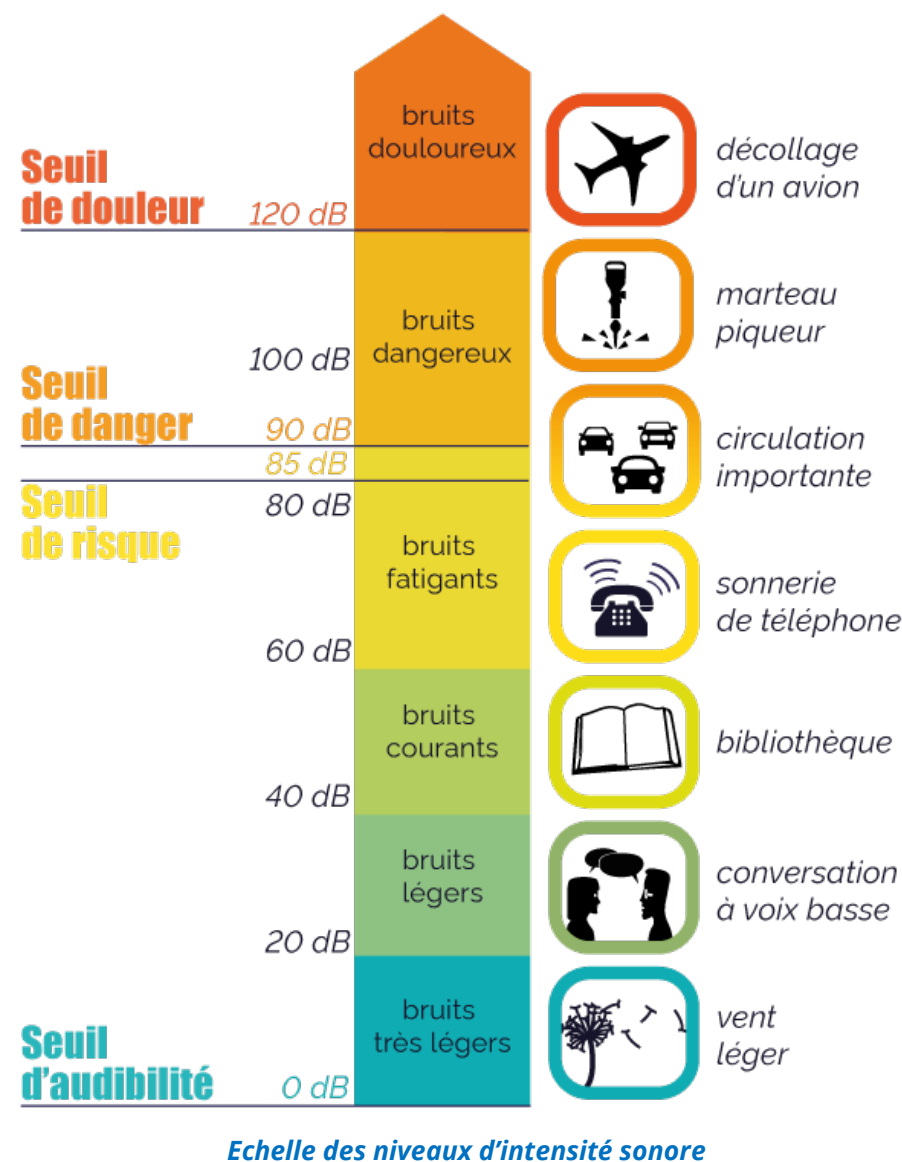 bruits
douloureux
décollage
d'un avion
Seuil
de douleur
120 dB
marteau
piqueur
bruits
dangereux
100 dB
Seuil
de danger
90 dB
circulation
importante
85 dB
Seuil
de risque
80 dB
bruits
fatigants
sonnerie
de téléphone
60 dB
bruits
courants
bibliothèque
40 dB
bruits
légers
conversation
à voix basse
20 dB
bruits
très légers
vent
léger
Seuil
d'audibilité
0 dB
Echelle des niveaux d'intensité sonore